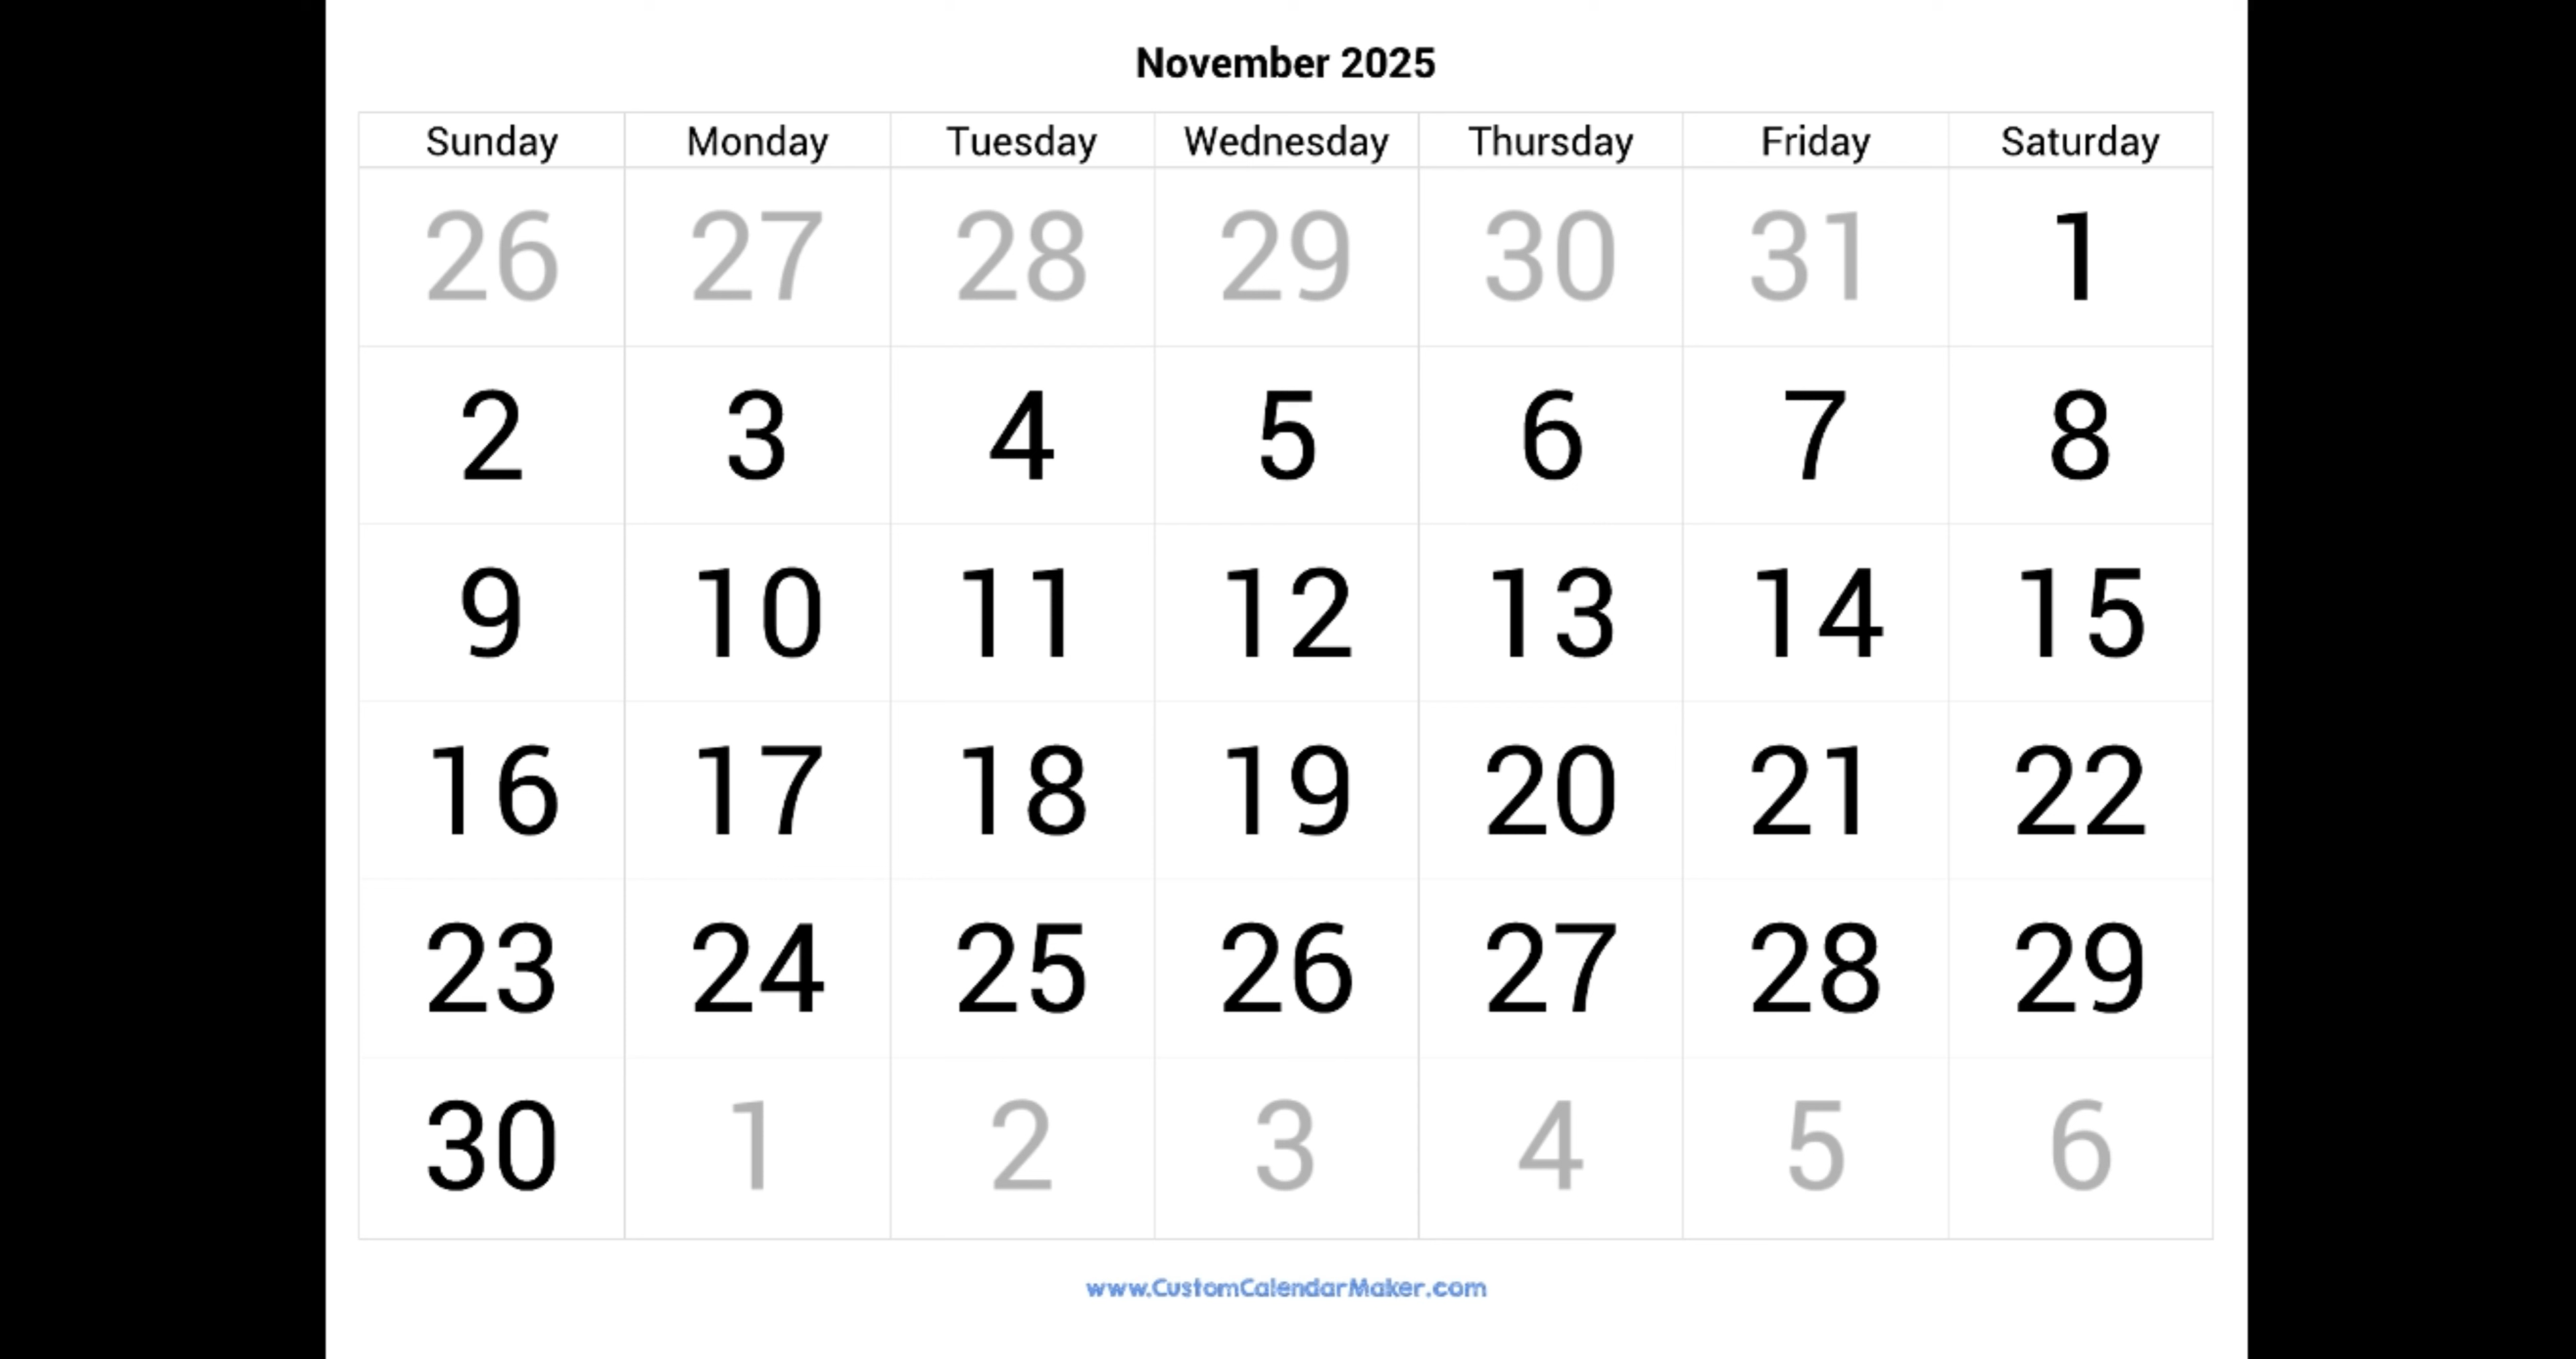 November 2025
Sunday Monday Tuesday Wednesday Thursday Friday Saturday
26 27 28 29 30 31 1
2 3 4 5 6 7 8
9 10 11 12 13 14 15
16 17 18 19 20 21 22
23 24 25 26 27 28 29
30 1 2 3 4 5 6
www.CustomCalendarMaker.com